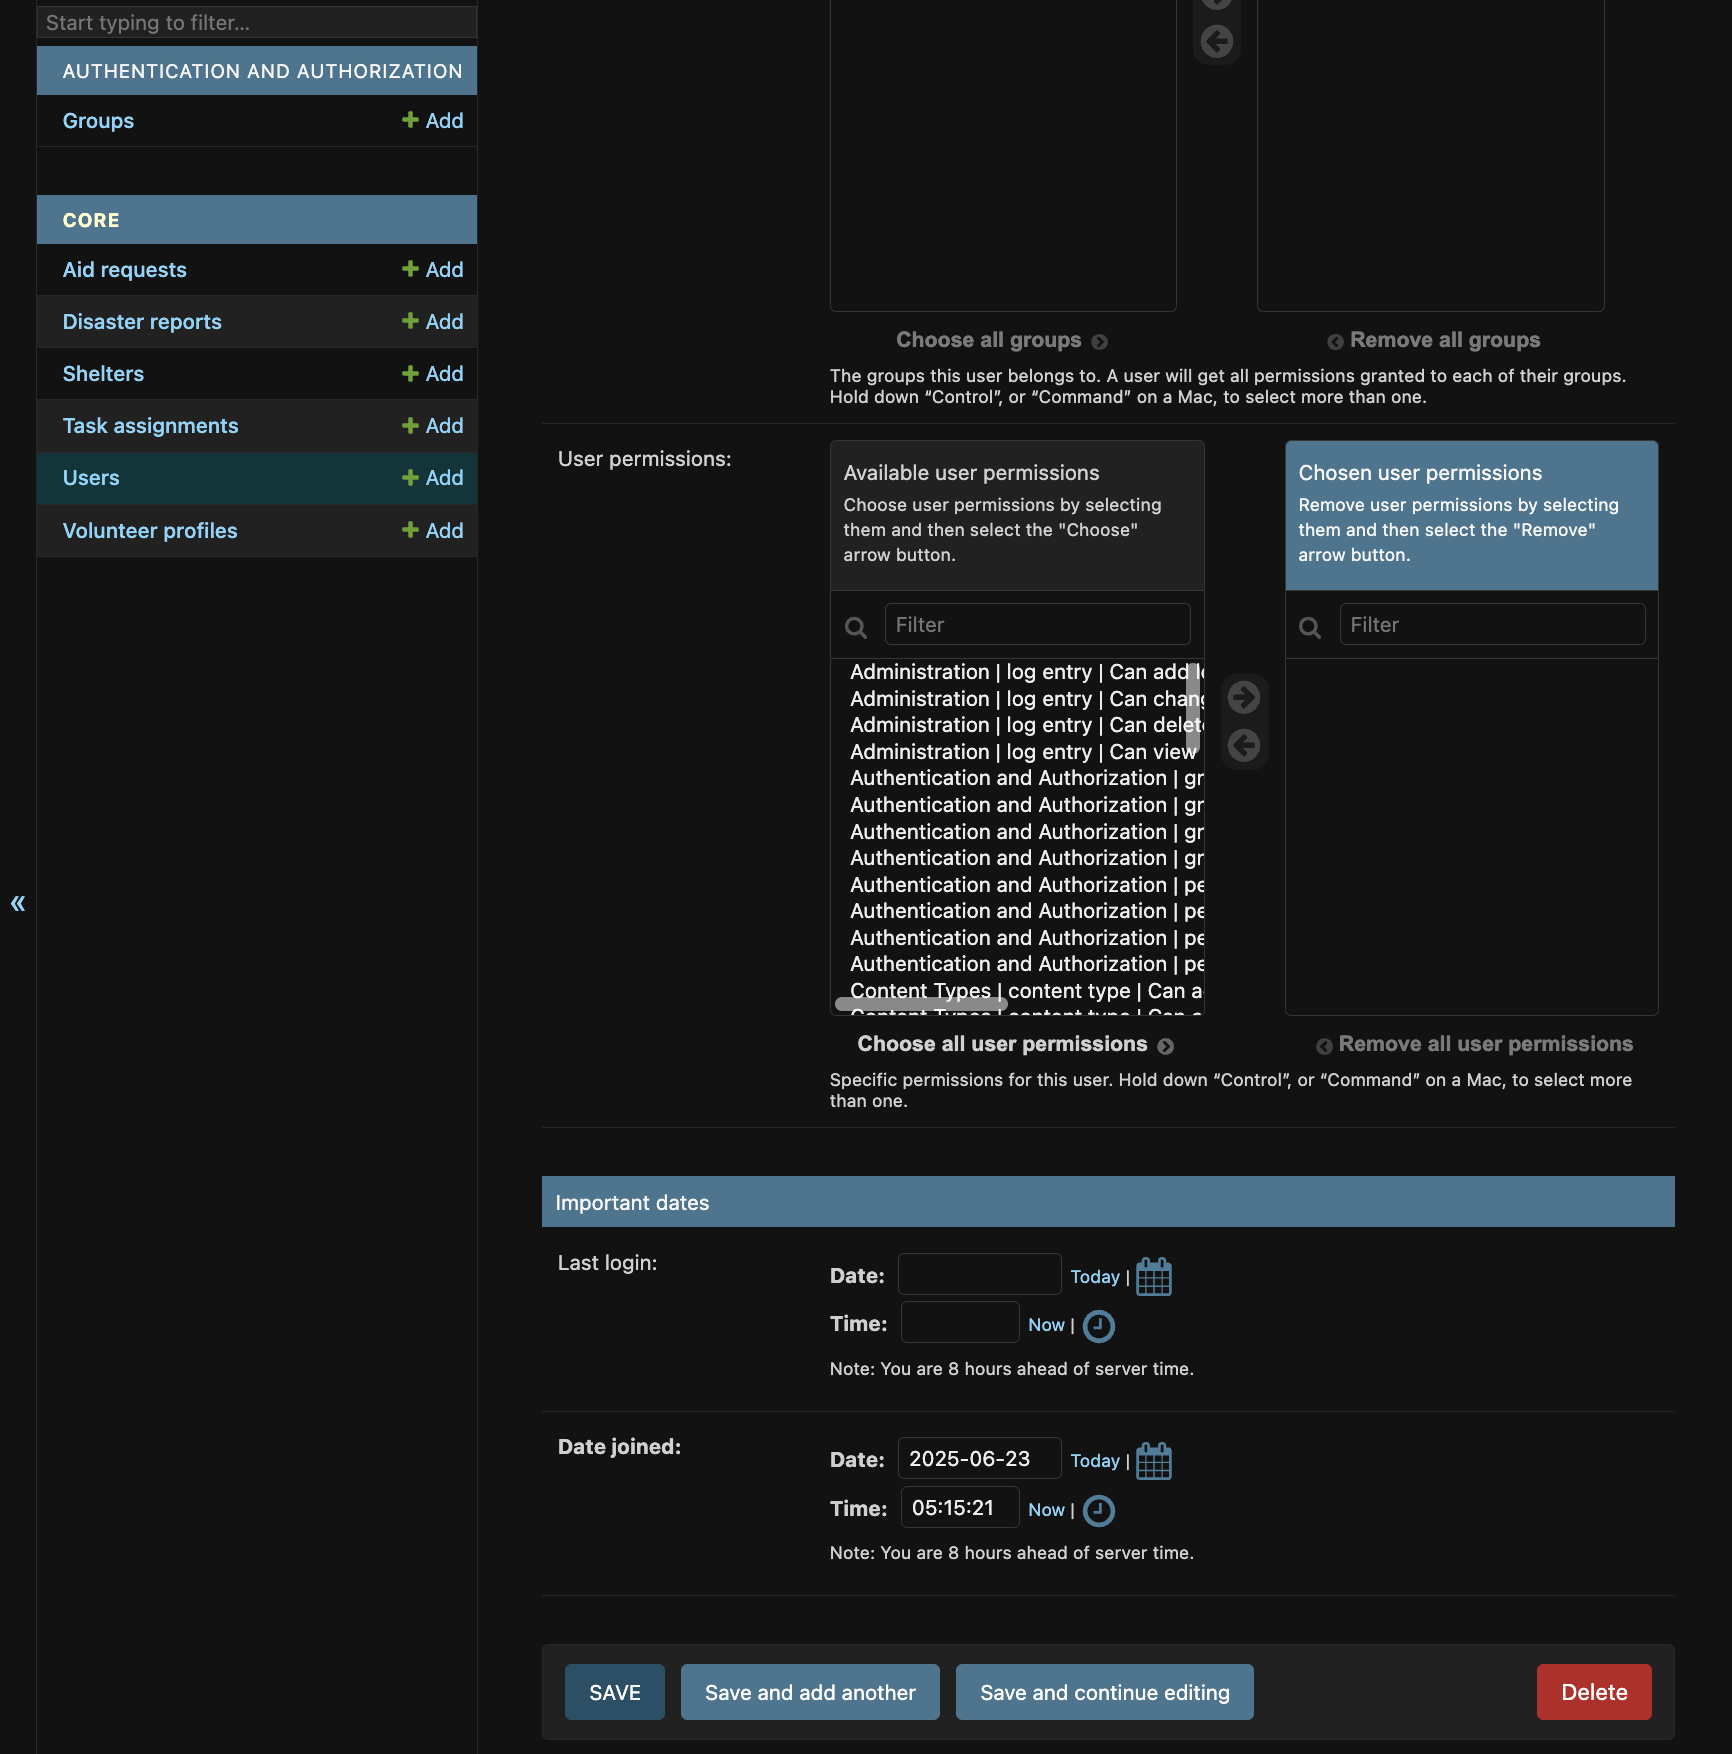 Start typing to filter...
AUTHENTICATION AND AUTHORIZATION
Groups
Add
CORE
Aid requests
Add
Disaster reports
Add
Shelters
Add
Task assignments
Add
Users
Add
Volunteer profiles
Add
«
Choose all groups
Remove all groups
The groups this user belongs to. A user will get all permissions granted to each of their groups.
Hold down “Control”, or “Command” on a Mac, to select more than one.
User permissions:
Available user permissions
Choose user permissions by selecting
them and then select the "Choose"
arrow button.
Filter
Administration | log entry | Can add
Administration | log entry | Can
Administration | log entry | Can
Administration | log entry | Can view
Authentication and Authorization |
Authentication and Authorization |
Authentication and Authorization |
Authentication and Authorization |
Authentication and Authorization |
Authentication and Authorization |
Authentication and Authorization |
Authentication and Authorization |
Content Types | content type | Can
Content Types | content type | Can
Chosen user permissions
Remove user permissions by selecting
them and then select the "Remove"
arrow button.
Filter
Choose all user permissions
Remove all user permissions
Specific permissions for this user. Hold down “Control”, or “Command” on a Mac, to select more
than one.
Important dates
Last login:
Date:
Today |
Time:
Now |
Note: You are 8 hours ahead of server time.
Date joined:
Date: 2025-06-23 Today |
Time: 05:15:21 Now |
Note: You are 8 hours ahead of server time.
SAVE
Save and add another
Save and continue editing
Delete